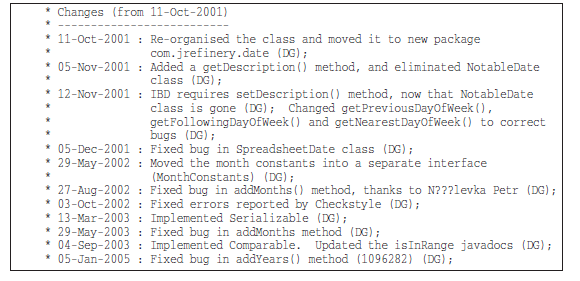 * Changes (from 11-Oct-2001)
* --------------------------
* 11-Oct-2001 : Re-organised the class and moved it to new package
*               com.jrefinery.date (DG);
* 05-Nov-2001 : Added a getDescription() method, and eliminated NotableDate
*               class (DG);
* 12-Nov-2001 : IBD requires setDescription() method, now that NotableDate
*               class is gone (DG);  Changed getPreviousDayOfWeek(),
*               getFollowingDayOfWeek() and getNearestDayOfWeek() to correct
*               bugs (DG);
* 05-Dec-2001 : Fixed bug in SpreadsheetDate class (DG);
* 29-May-2002 : Moved the month constants into a separate interface
*               (MonthConstants) (DG);
* 27-Aug-2002 : Fixed bug in addMonths() method, thanks to N???levka Petr (DG);
* 03-Oct-2002 : Fixed errors reported by Checkstyle (DG);
* 13-Mar-2003 : Implemented Serializable (DG);
* 29-May-2003 : Fixed bug in addMonths method (DG);
* 04-Sep-2003 : Implemented Comparable.  Updated the isInRange javadocs (DG);
* 05-Jan-2005 : Fixed bug in addYears() method (1096282) (DG);